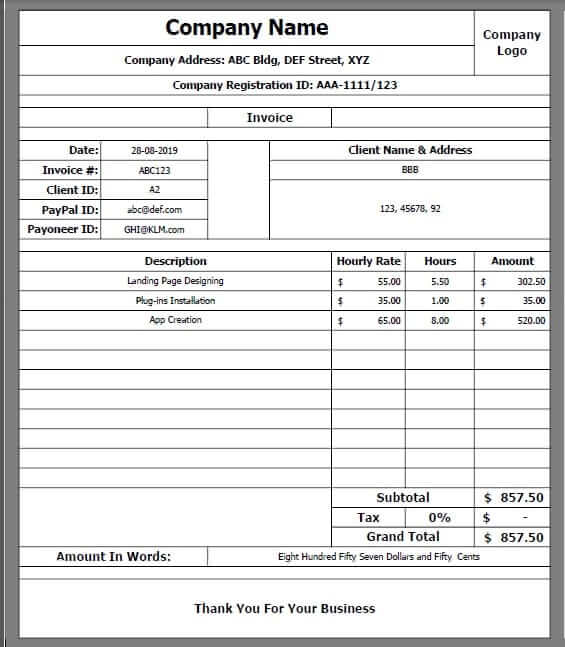 Company Name
Company Logo
Company Address: ABC Bldg, DEF Street, XYZ
Company Registration ID: AAA-1111/123
Invoice
Date: 28-08-2019 Client Name & Address
Invoice #: ABC123 BBB
Client ID: A2
PayPal ID: abc@def.com 123, 45678, 92
Payoneer ID: GHI@KLM.com
Description Hourly Rate Hours Amount
Landing Page Designing $ 55.00 5.50 $ 302.50
Plug-ins Installation $ 35.00 1.00 $ 35.00
App Creation $ 65.00 8.00 $ 520.00
Subtotal $ 857.50
Tax 0% $ -
Grand Total $ 857.50
Amount In Words: Eight Hundred Fifty Seven Dollars and Fifty Cents
Thank You For Your Business